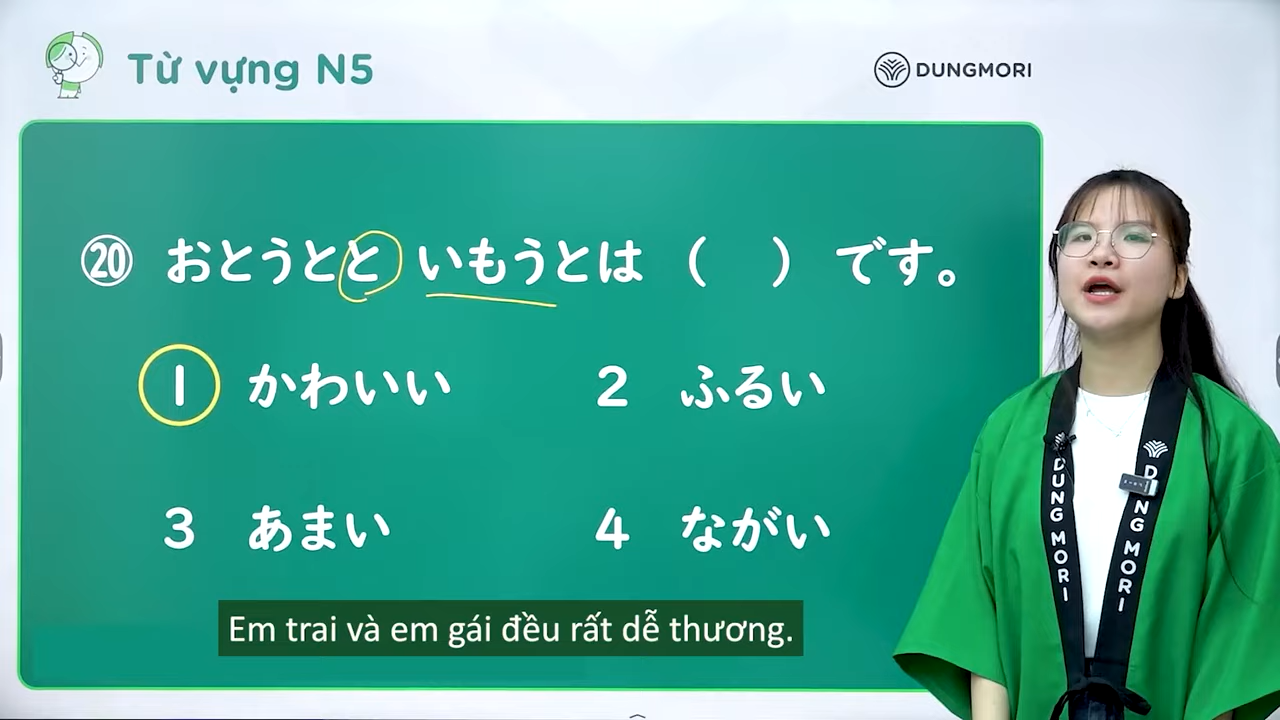 Từ vựng N5
DUNGMORI
⑳ おとうとと いもうとは ( ) です。
1 かわいい 2 ふるい
3 あまい 4 ながい
Em trai và em gái đều rất dễ thương.
DUNG MORI
DUNG MORI